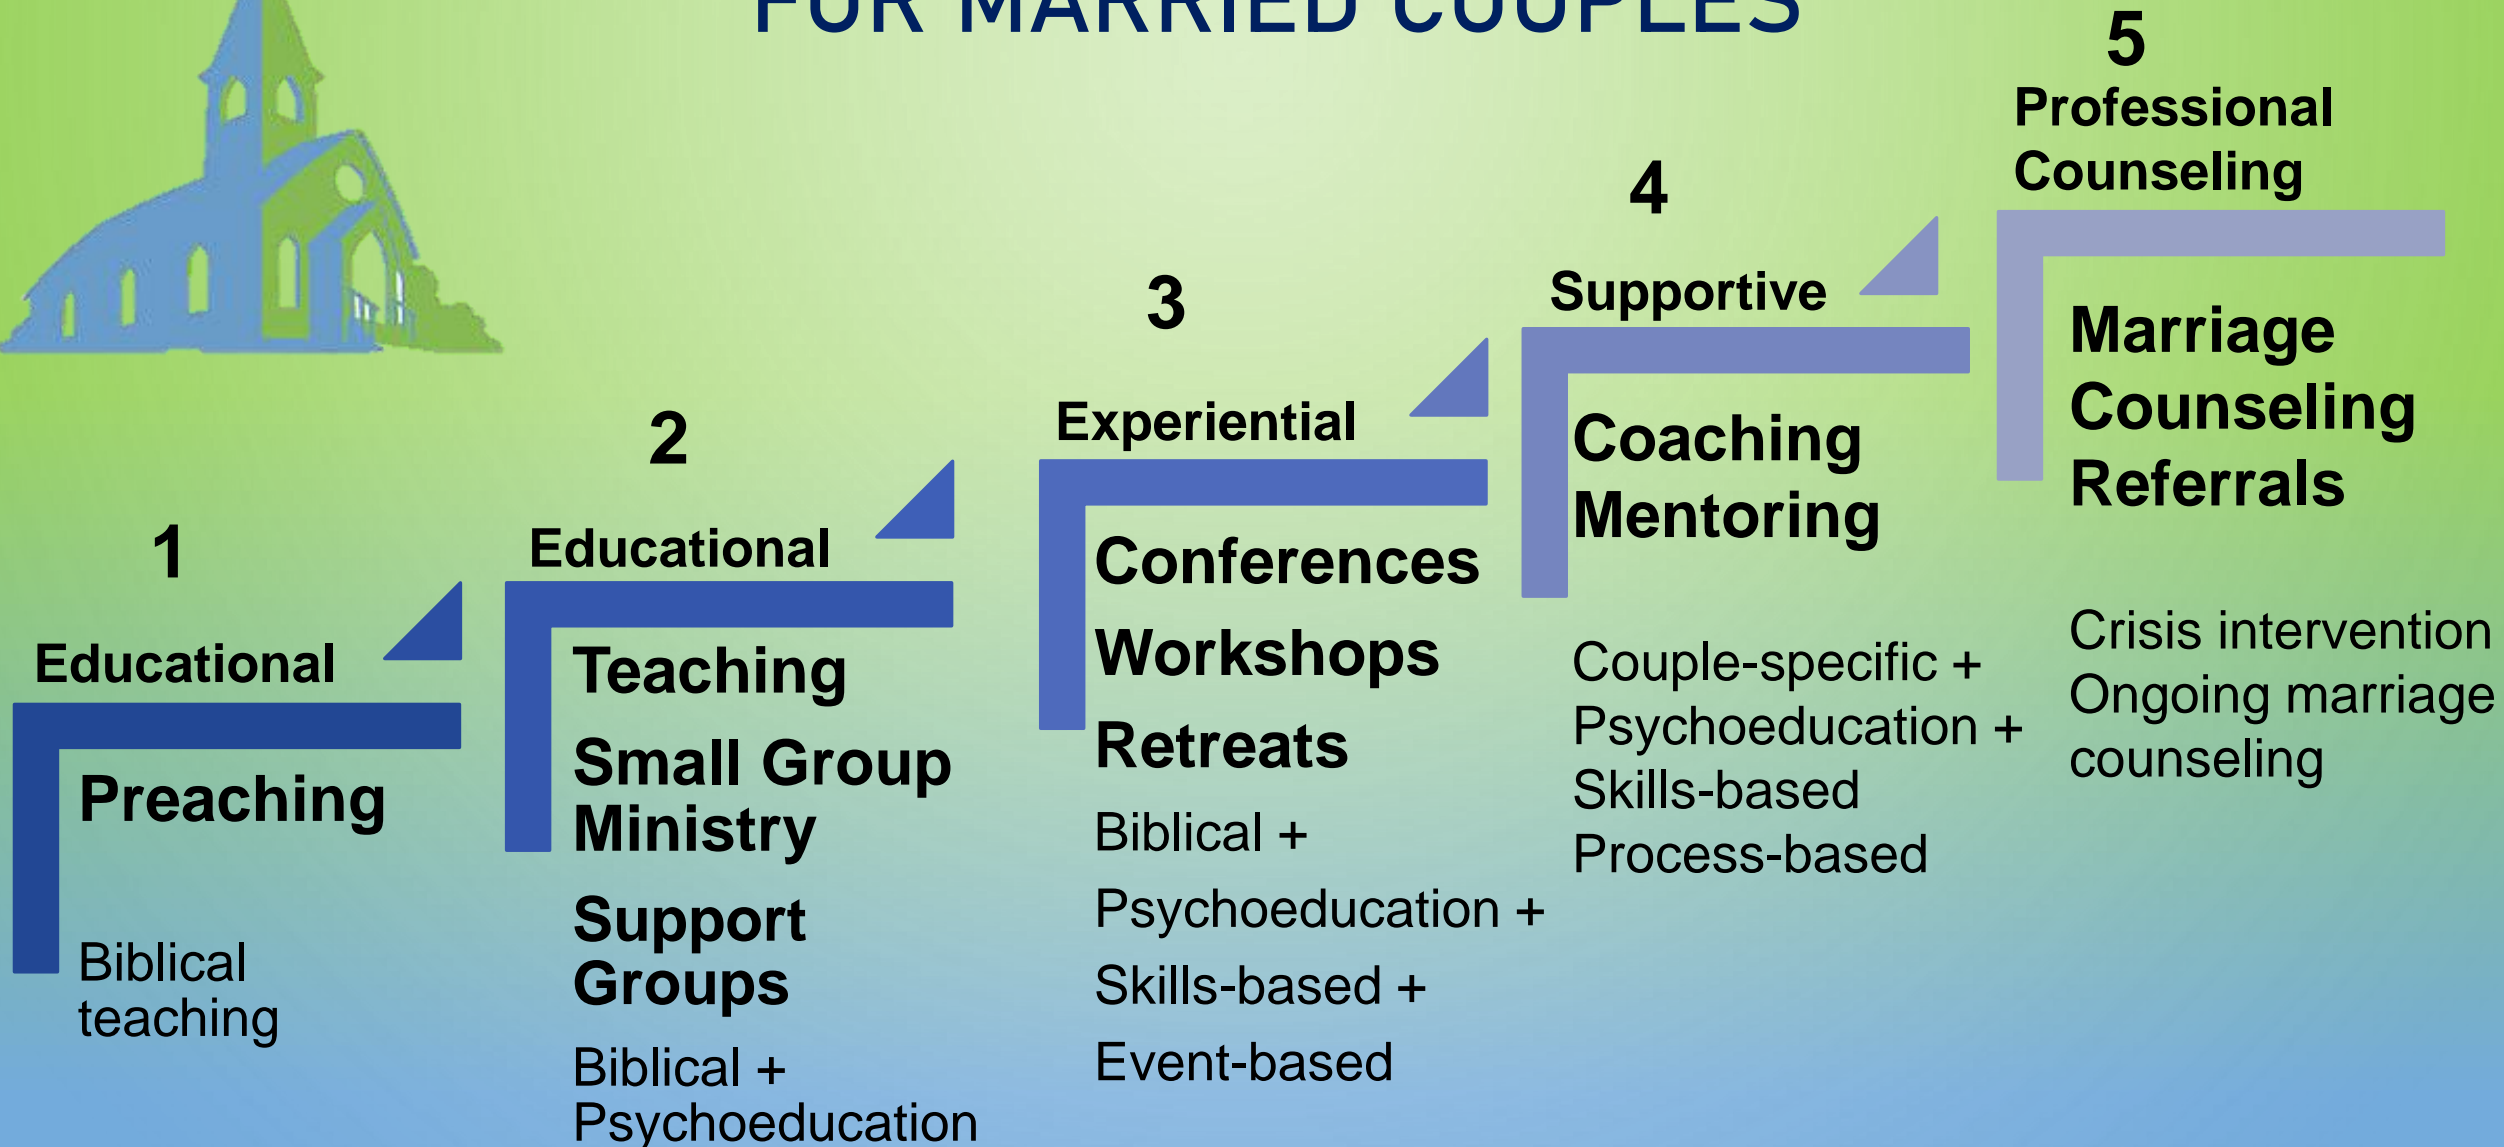 FOR MARRIED COUPLES
1
Educational
Preaching
Biblical
teaching
2
Educational
Teaching
Small Group
Ministry
Support
Groups
Biblical +
Psychoeducation
3
Experiential
Conferences
Workshops
Retreats
Biblical +
Psychoeducation +
Skills-based +
Event-based
4
Supportive
Coaching
Mentoring
Couple-specific +
Psychoeducation +
Skills-based
Process-based
5
Professional
Counseling
Marriage
Counseling
Referrals
Crisis intervention
Ongoing marriage
counseling